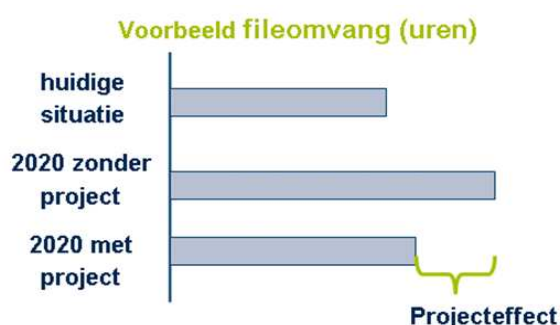 Voorbeeld fileomvang (uren)
huidige
situatie
2020 zonder
project
2020 met
project
Projecteffect